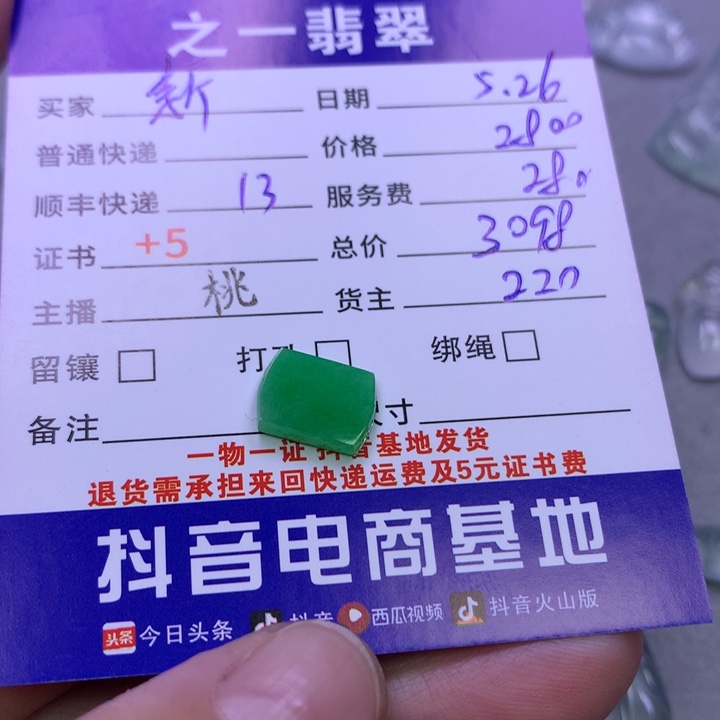 之一翡翠
买家 新 日期 5.26
普通快递 价格 2800
顺丰快递 13 服务费 280
证书 +5 总价 3098
主播 桃 货主 220
留镶 打孔 绑绳
备注 尺寸
一物一证 抖音基地发货
退货需承担来回快递运费及5元证书费
抖音电商基地
头条 今日头条 抖音 西瓜视频 抖音火山版